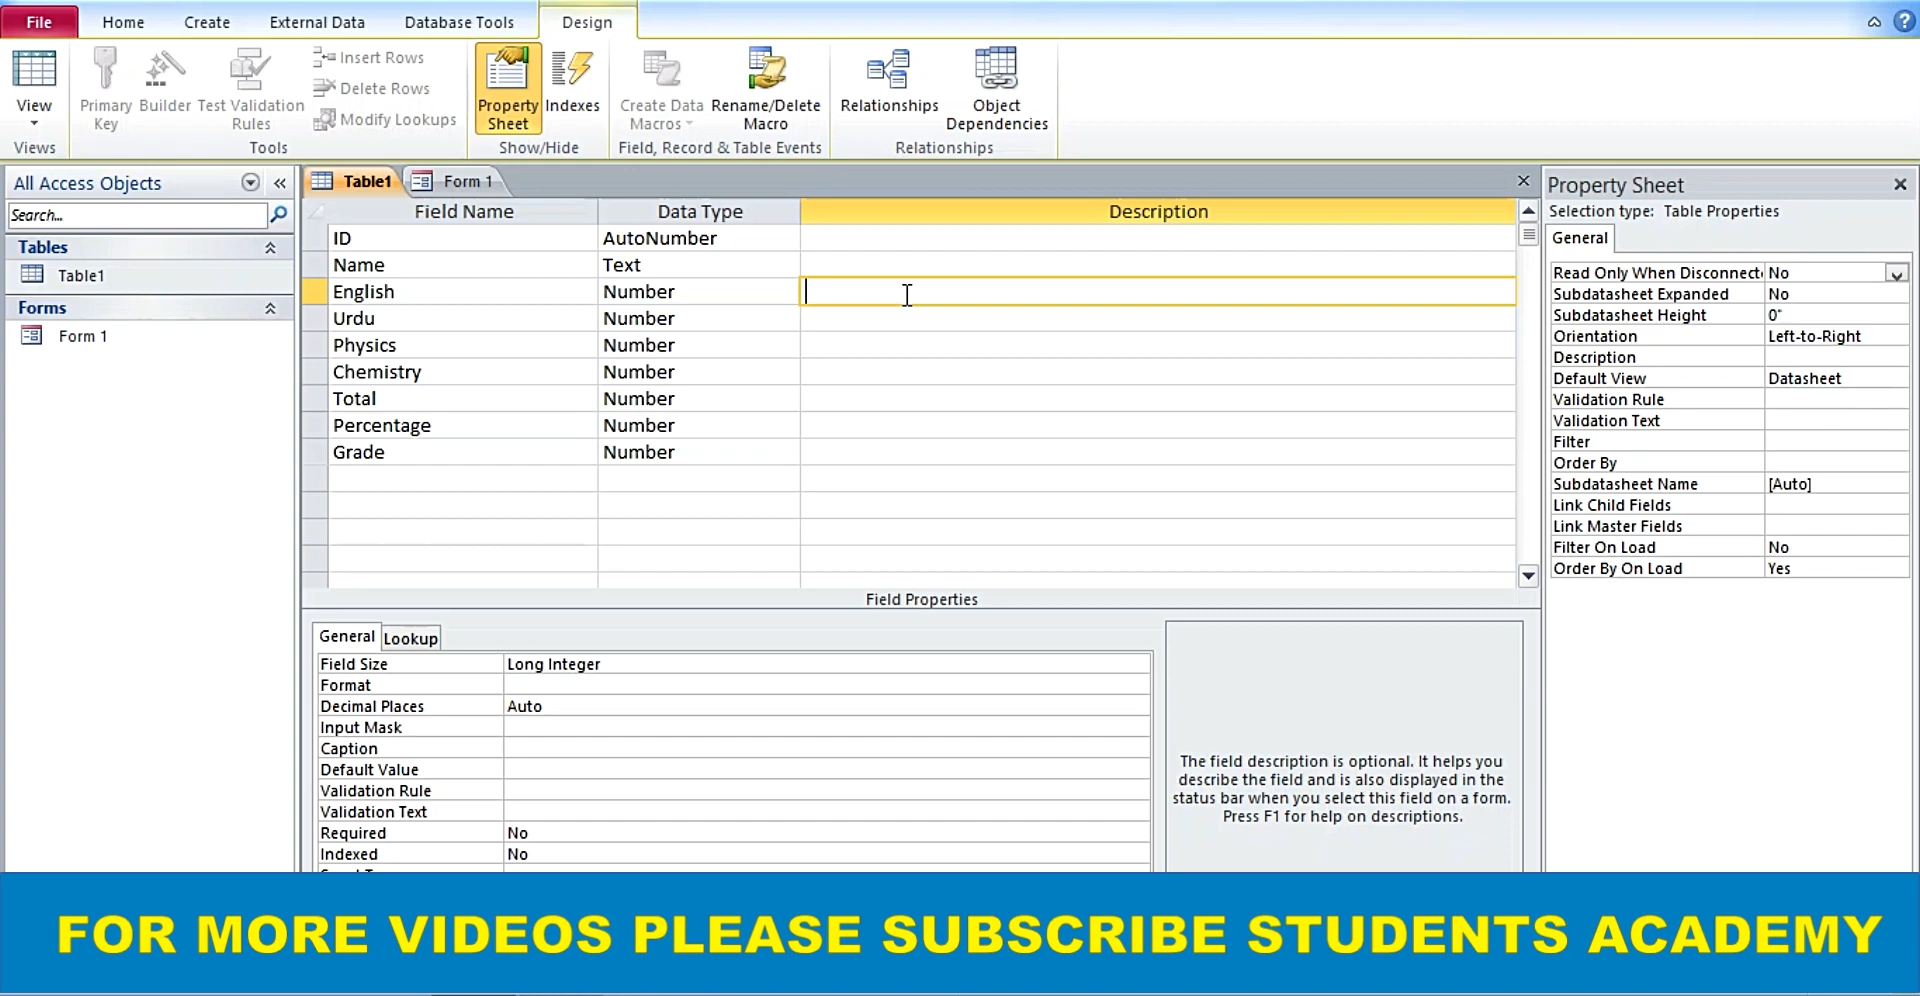 File Home Create External Data Database Tools Design
View Primary Key Builder Test Validation Rules Insert Rows Delete Rows Modify Lookups Property Sheet Indexes Create Data Macros Rename/Delete Macro Relationships Object Dependencies
Views Tools Show/Hide Field, Record & Table Events Relationships
All Access Objects
Search...
Tables
Table1
Forms
Form 1
Table1 Form 1
Field Name Data Type Description
ID AutoNumber
Name Text
English Number
Urdu Number
Physics Number
Chemistry Number
Total Number
Percentage Number
Grade Number
Field Properties
General Lookup
Field Size Long Integer
Format
Decimal Places Auto
Input Mask
Caption
Default Value
Validation Rule
Validation Text
Required No
Indexed No
The field description is optional. It helps you
describe the field and is also displayed in the
status bar when you select this field on a form.
Press F1 for help on descriptions.
Property Sheet
Selection type: Table Properties
General
Read Only When Disconnect No
Subdatasheet Expanded No
Subdatasheet Height 0"
Orientation Left-to-Right
Description
Default View Datasheet
Validation Rule
Validation Text
Filter
Order By
Subdatasheet Name [Auto]
Link Child Fields
Link Master Fields
Filter On Load No
Order By On Load Yes
FOR MORE VIDEOS PLEASE SUBSCRIBE STUDENTS ACADEMY